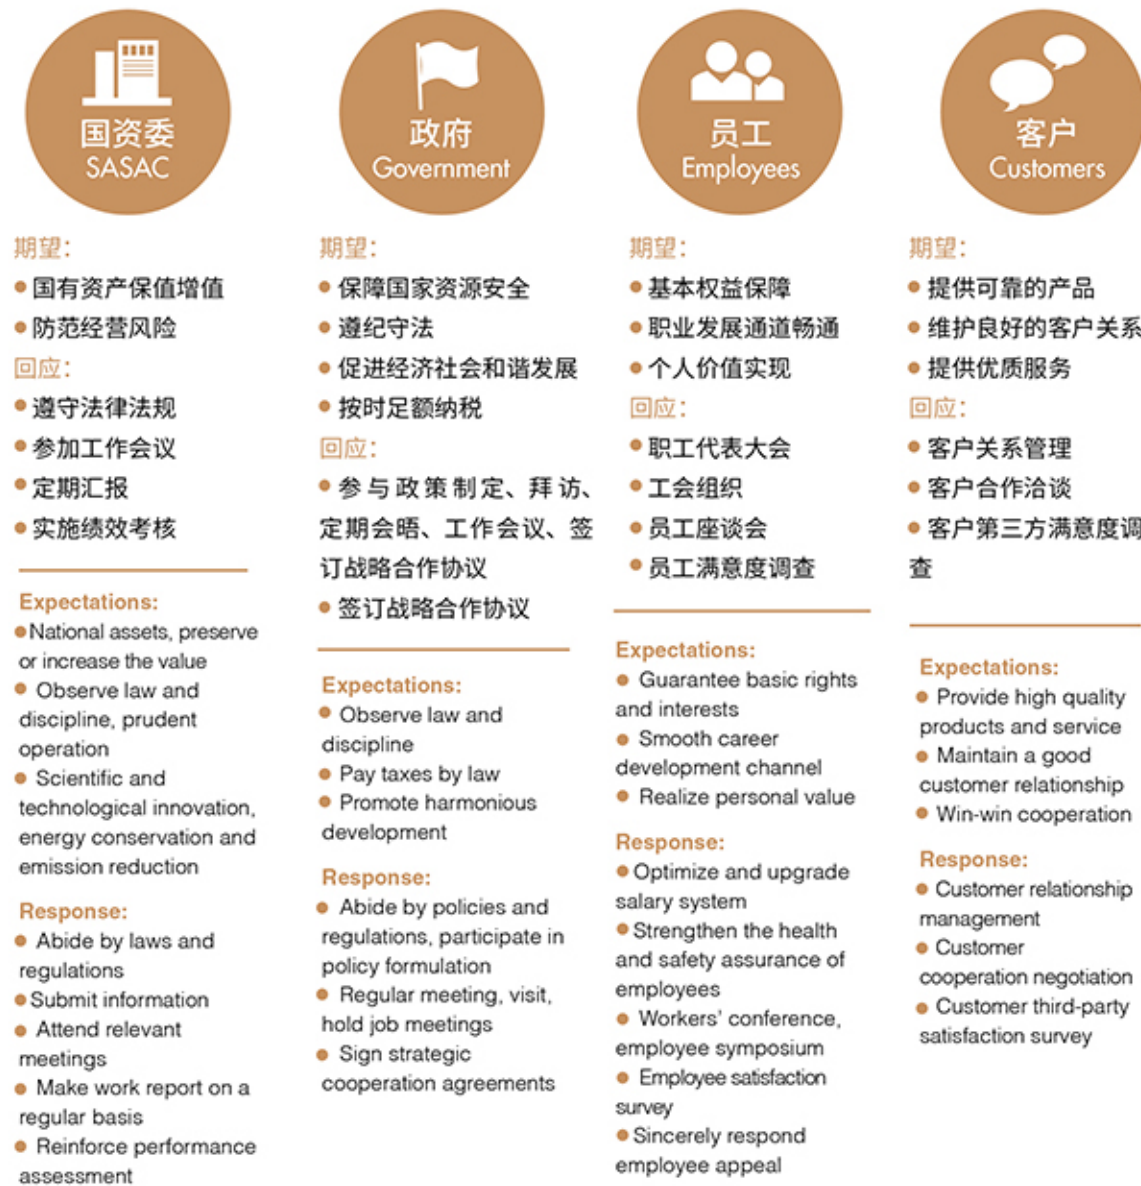 国资委
SASAC
期望：
● 国有资产保值增值
● 防范经营风险
回应：
● 遵守法律法规
● 参加工作会议
● 定期汇报
● 实施绩效考核
Expectations:
● National assets, preserve
or increase the value
● Observe law and
discipline, prudent
operation
● Scientific and
technological innovation,
energy conservation and
emission reduction
Response:
● Abide by laws and
regulations
● Submit information
● Attend relevant
meetings
● Make work report on a
regular basis
● Reinforce performance
assessment
政府
Government
期望：
● 保障国家资源安全
● 遵纪守法
● 促进经济社会和谐发展
● 按时足额纳税
回应：
● 参与政策制定、拜访、
定期会晤、工作会议、签
订战略合作协议
● 签订战略合作协议
Expectations:
● Observe law and
discipline
● Pay taxes by law
● Promote harmonious
development
Response:
● Abide by policies and
regulations, participate in
policy formulation
● Regular meeting, visit,
hold job meetings
● Sign strategic
cooperation agreements
员工
Employees
期望：
● 基本权益保障
● 职业发展通道畅通
● 个人价值实现
回应：
● 职工代表大会
● 工会组织
● 员工座谈会
● 员工满意度调查
Expectations:
● Guarantee basic rights
and interests
● Smooth career
development channel
● Realize personal value
Response:
● Optimize and upgrade
salary system
● Strengthen the health
and safety assurance of
employees
● Workers' conference,
employee symposium
● Employee satisfaction
survey
● Sincerely respond
employee appeal
客户
Customers
期望：
● 提供可靠的产品
● 维护良好的客户关系
● 提供优质服务
回应：
● 客户关系管理
● 客户合作洽谈
● 客户第三方满意度调
查
Expectations:
● Provide high quality
products and service
● Maintain a good
customer relationship
● Win-win cooperation
Response:
● Customer relationship
management
● Customer
cooperation negotiation
● Customer third-party
satisfaction survey